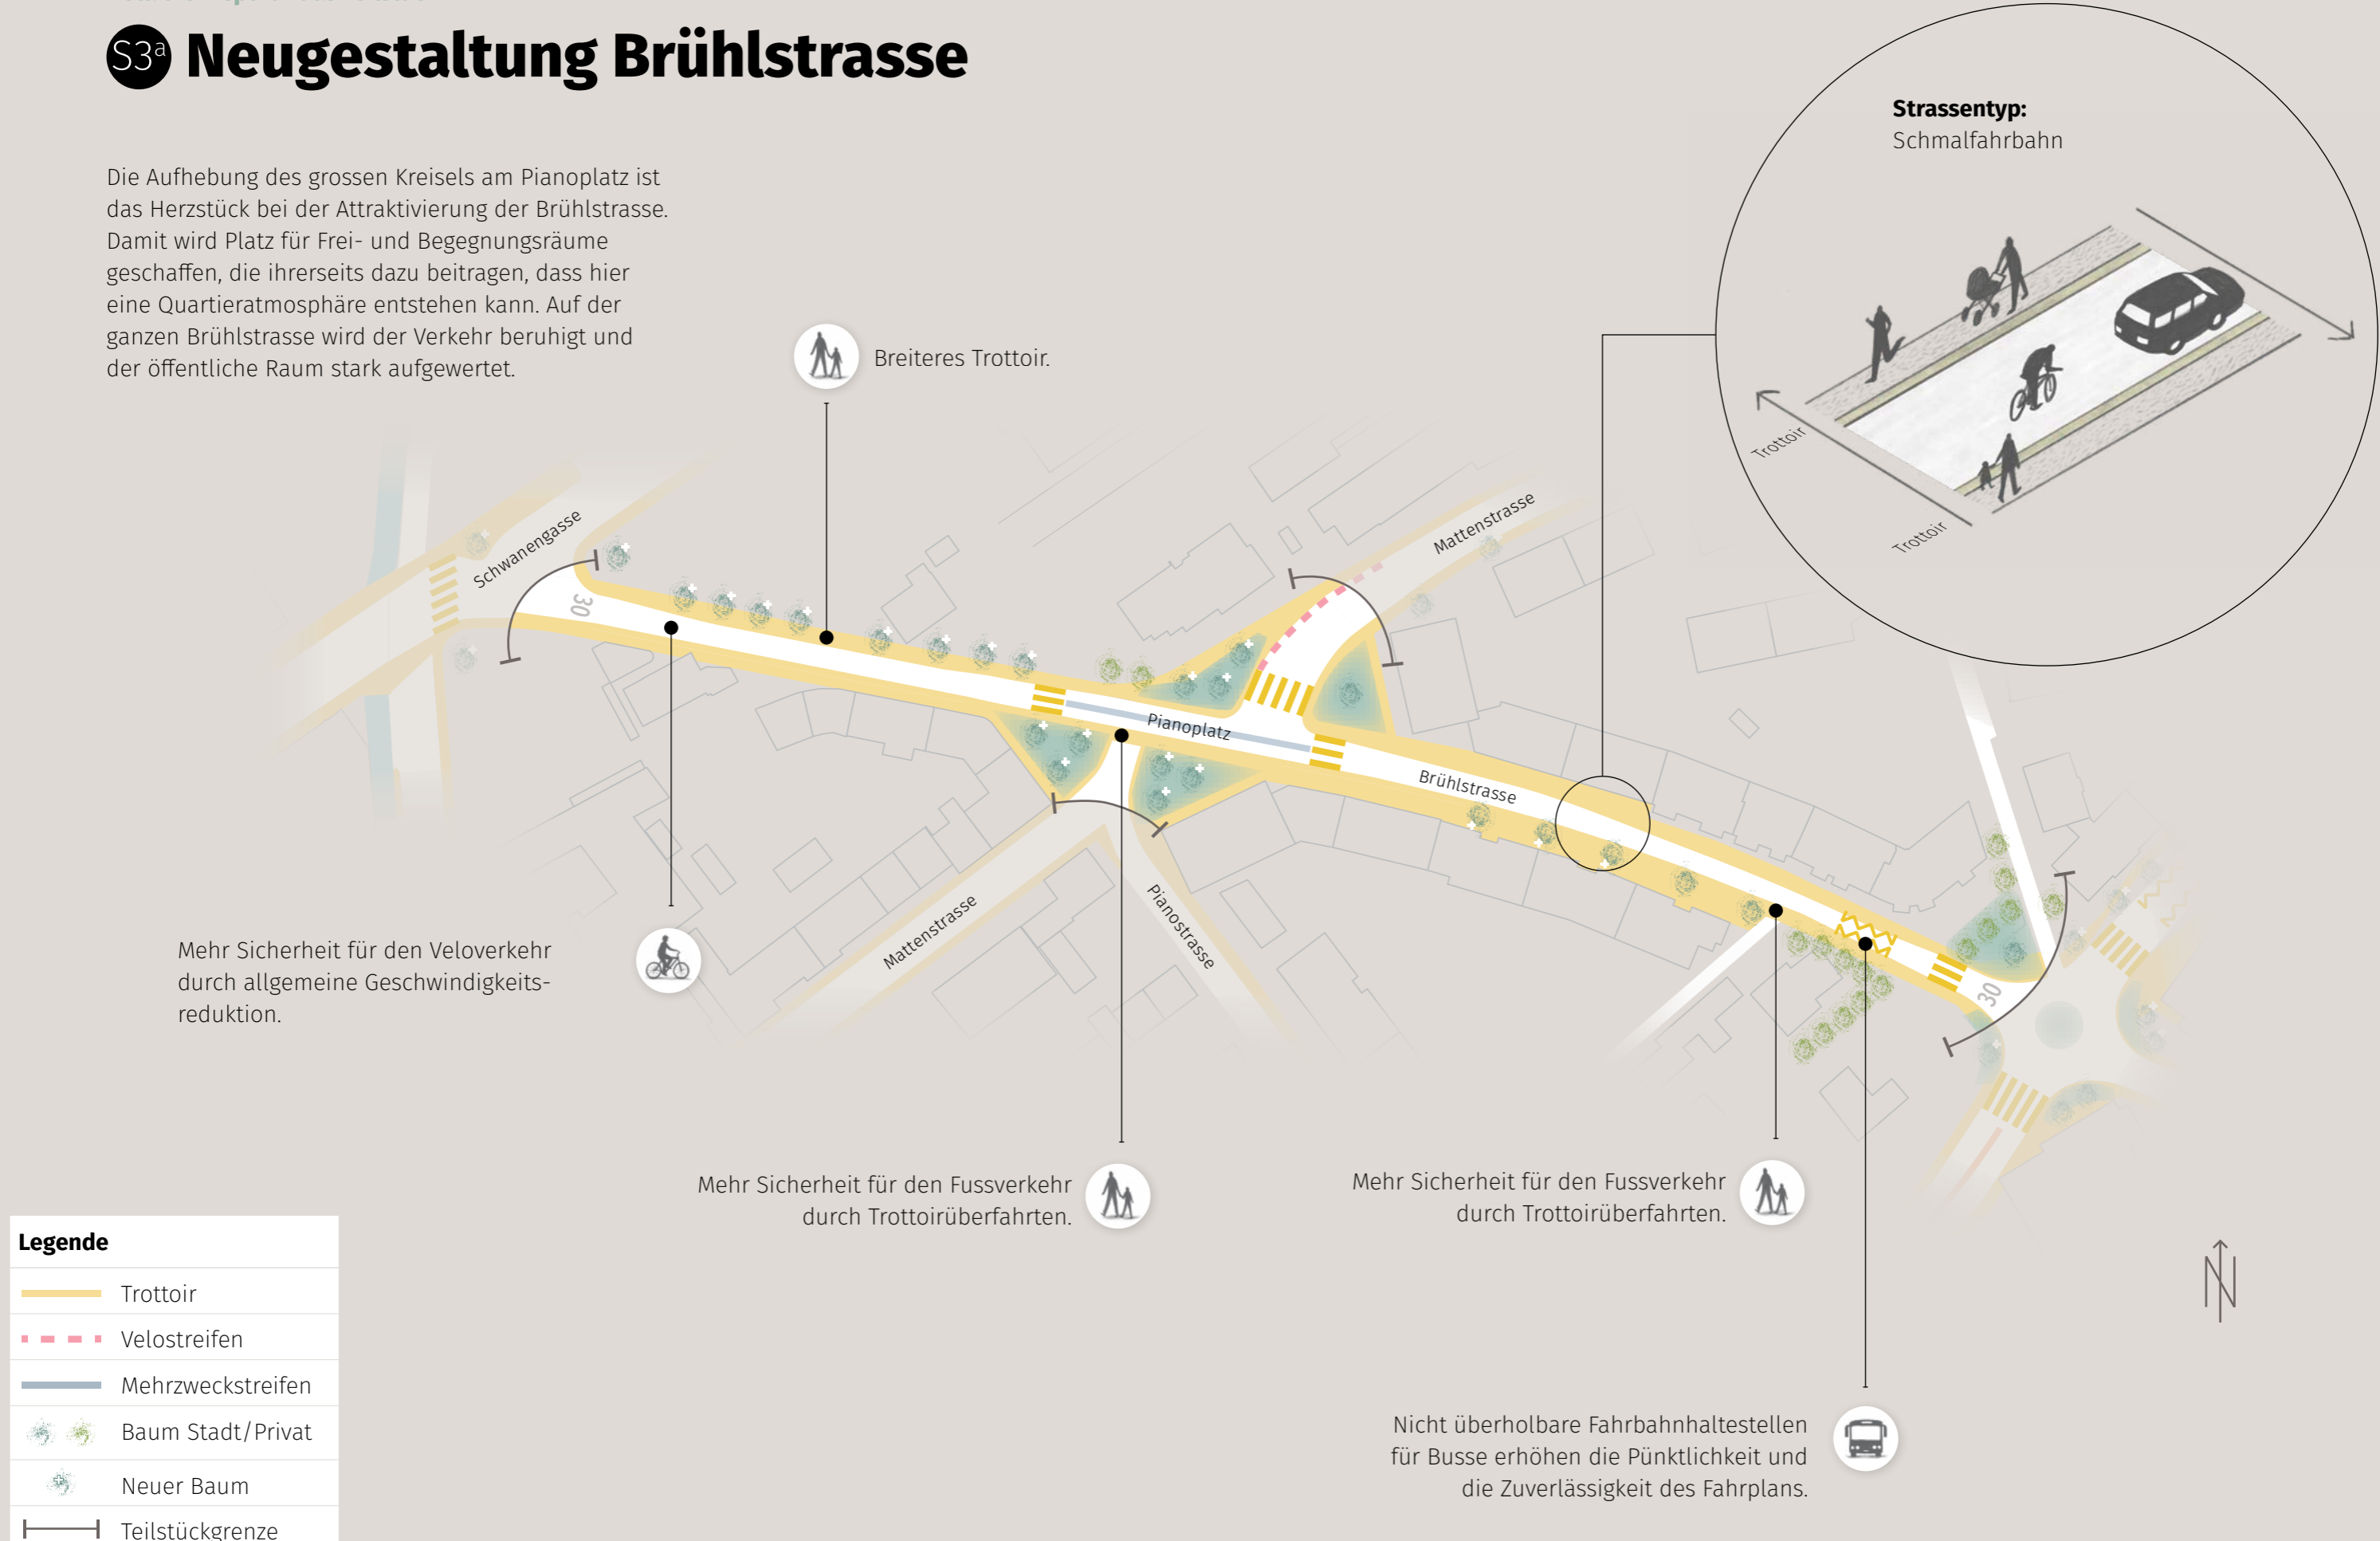 S3a Neugestaltung Brühlstrasse
Die Aufhebung des grossen Kreisels am Pianoplatz ist
das Herzstück bei der Attraktivierung der Brühlstrasse.
Damit wird Platz für Frei- und Begegnungsräume
geschaffen, die ihrerseits dazu beitragen, dass hier
eine Quartieratmosphäre entstehen kann. Auf der
ganzen Brühlstrasse wird der Verkehr beruhigt und
der öffentliche Raum stark aufgewertet.
Strassentyp:
Schmalfahrbahn
Trottoir
Trottoir
Breiteres Trottoir.
Schwanengasse
30
Mattenstrasse
Pianoplatz
Brühlstrasse
Mattenstrasse
Pianostrasse
30
Mehr Sicherheit für den Veloverkehr
durch allgemeine Geschwindigkeits-
reduktion.
Mehr Sicherheit für den Fussverkehr
durch Trottoirüberfahrten.
Mehr Sicherheit für den Fussverkehr
durch Trottoirüberfahrten.
Nicht überholbare Fahrbahnhaltestellen
für Busse erhöhen die Pünktlichkeit und
die Zuverlässigkeit des Fahrplans.
N
Legende
Trottoir
Velostreifen
Mehrzweckstreifen
Baum Stadt/Privat
Neuer Baum
Teilstückgrenze